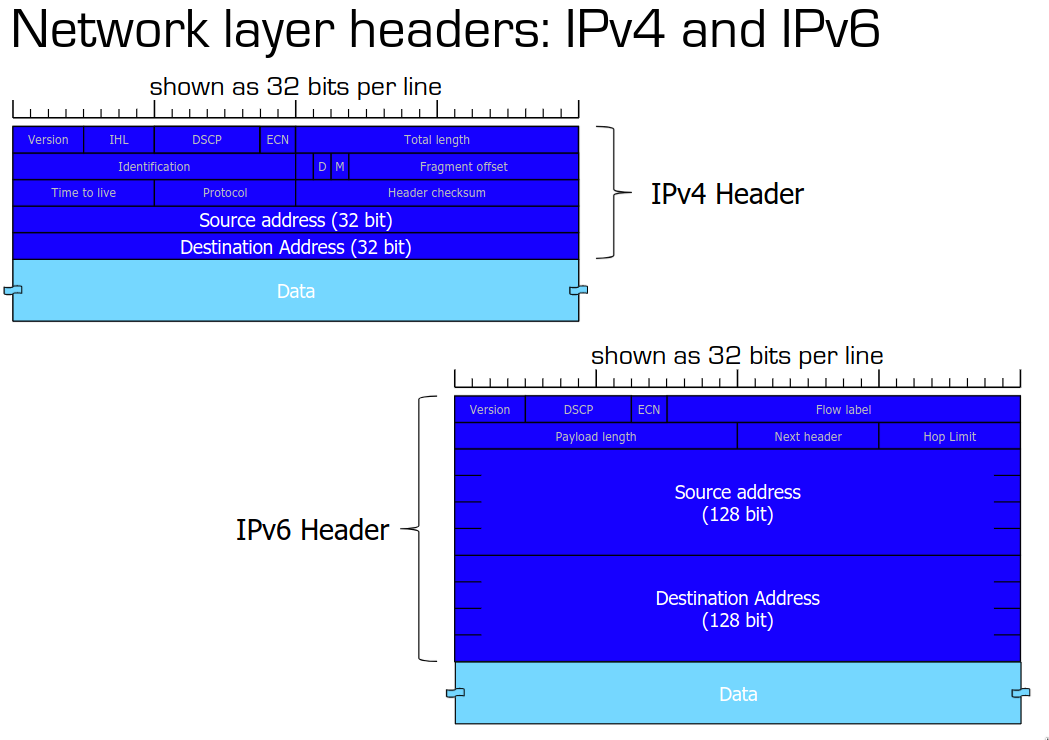 Network layer headers: IPv4 and IPv6
shown as 32 bits per line
Version IHL DSCP ECN Total length
Identification D M Fragment offset
Time to live Protocol Header checksum
Source address (32 bit)
Destination Address (32 bit)
Data
IPv4 Header
shown as 32 bits per line
Version DSCP ECN Flow label
Payload length Next header Hop Limit
Source address
(128 bit)
IPv6 Header
Destination Address
(128 bit)
Data